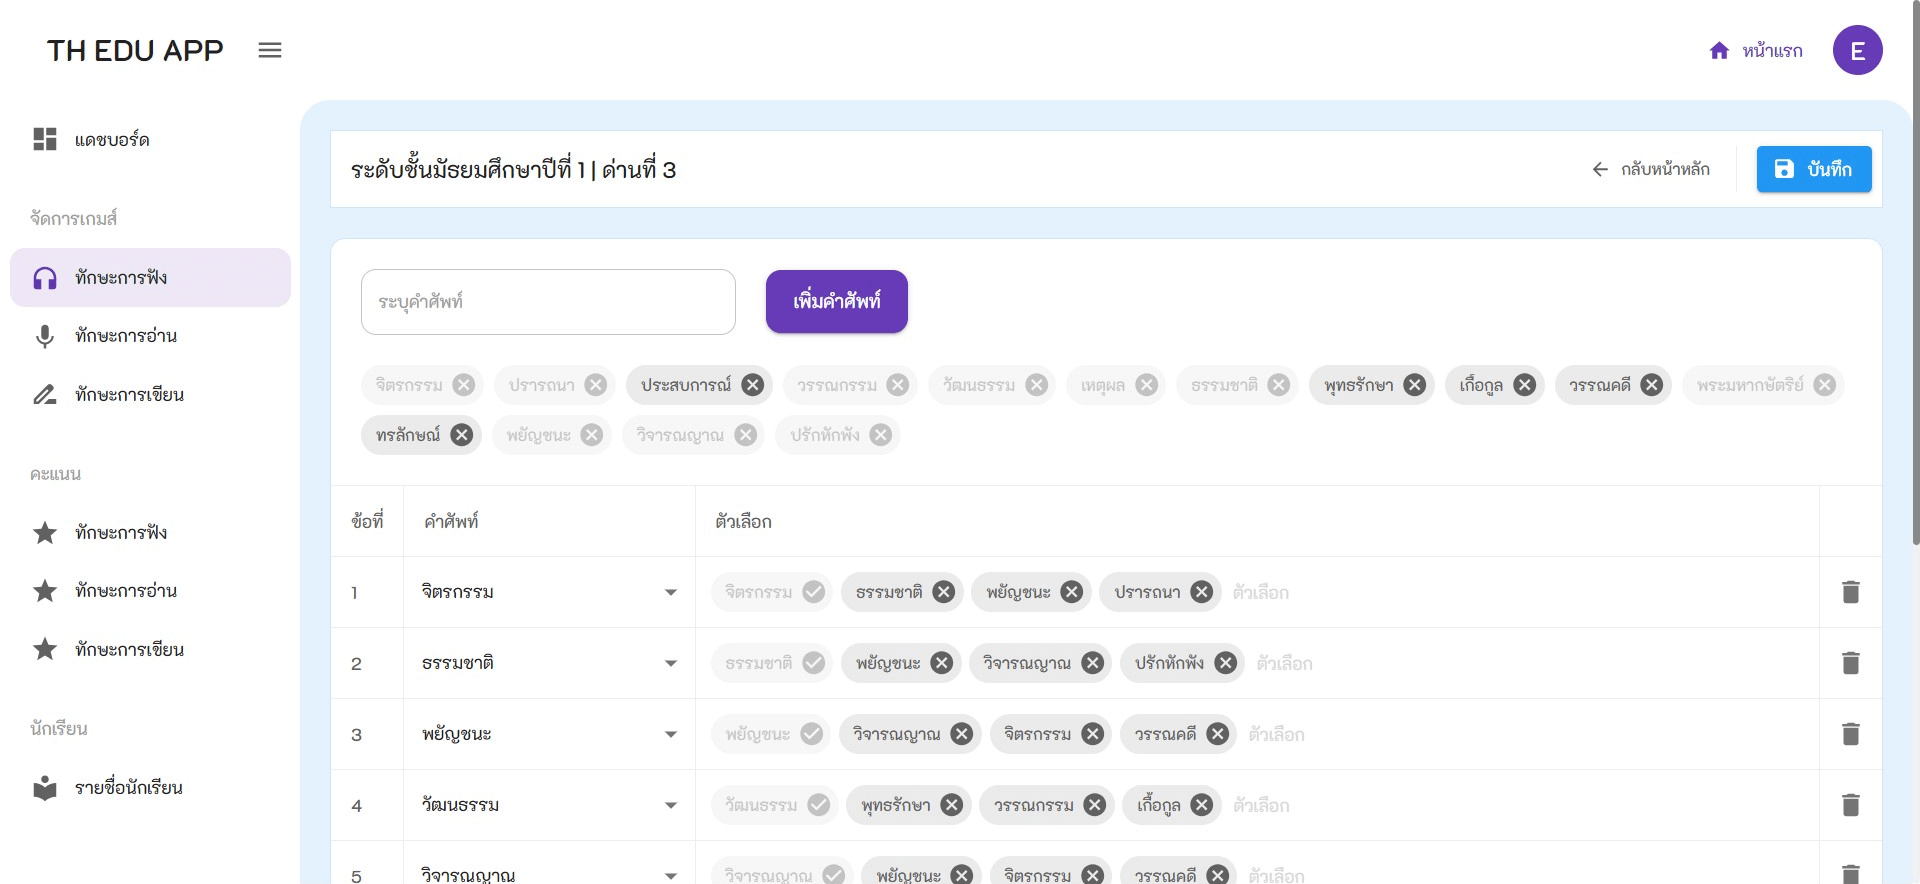 TH EDU APP
หน้าแรก
E
แดชบอร์ด
จัดการเกมส์
ทักษะการฟัง
ทักษะการอ่าน
ทักษะการเขียน
คะแนน
ทักษะการฟัง
ทักษะการอ่าน
ทักษะการเขียน
นักเรียน
รายชื่อนักเรียน
ระดับชั้นมัธยมศึกษาปีที่ 1 | ด่านที่ 3
กลับหน้าหลัก
บันทึก
ระบุคำศัพท์
เพิ่มคำศัพท์
จิตรกรรม ปรารถนา ประสบการณ์ วรรณกรรม วัฒนธรรม เหตุผล ธรรมชาติ พุทธรักษา เกื้อกูล วรรณคดี พระมหากษัตริย์
ทรลักษณ์ พยัญชนะ วิจารณญาณ ปรักหักพัง
ข้อที่ คำศัพท์ ตัวเลือก
1 จิตรกรรม จิตรกรรม ธรรมชาติ พยัญชนะ ปรารถนา ตัวเลือก
2 ธรรมชาติ ธรรมชาติ พยัญชนะ วิจารณญาณ ปรักหักพัง ตัวเลือก
3 พยัญชนะ พยัญชนะ วิจารณญาณ จิตรกรรม วรรณคดี ตัวเลือก
4 วัฒนธรรม วัฒนธรรม พุทธรักษา วรรณกรรม เกื้อกูล ตัวเลือก
5 วิจารณญาณ วิจารณญาณ พยัญชนะ จิตรกรรม วรรณคดี ตัวเลือก